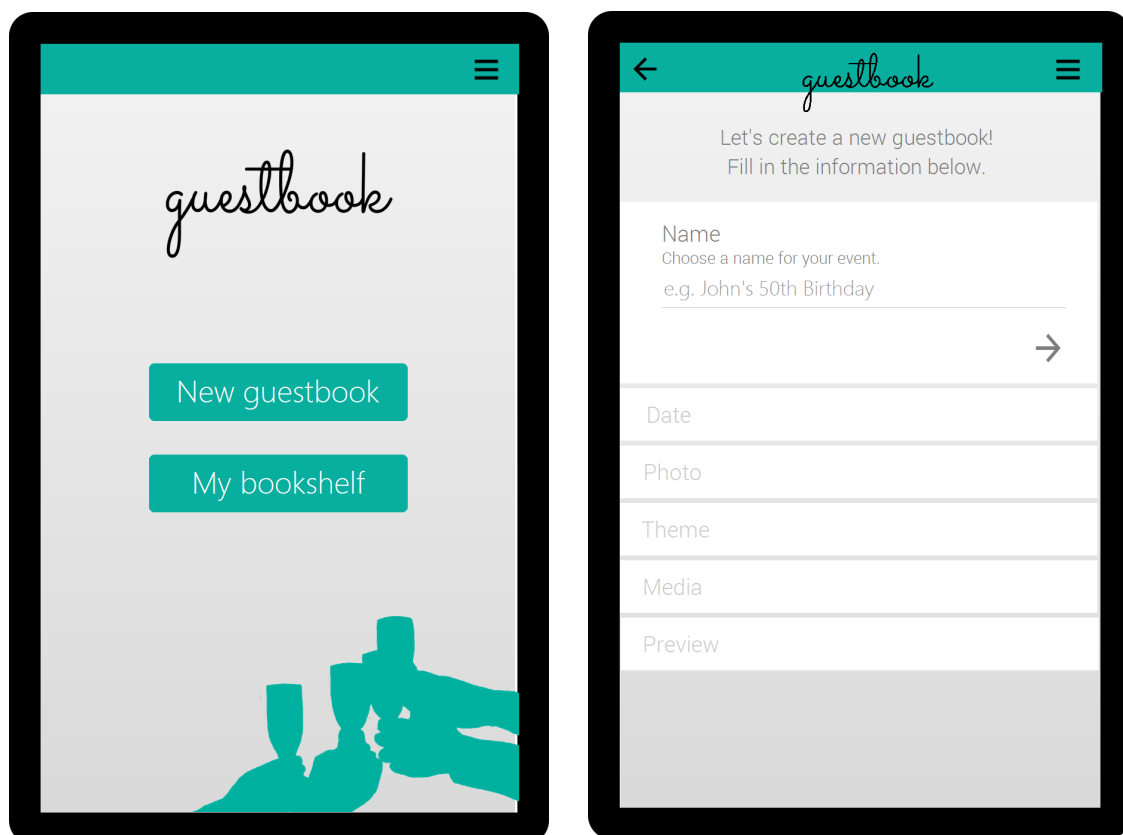 guestbook
New guestbook
My bookshelf
guestbook
Let's create a new guestbook!
Fill in the information below.
Name
Choose a name for your event.
e.g. John's 50th Birthday
Date
Photo
Theme
Media
Preview